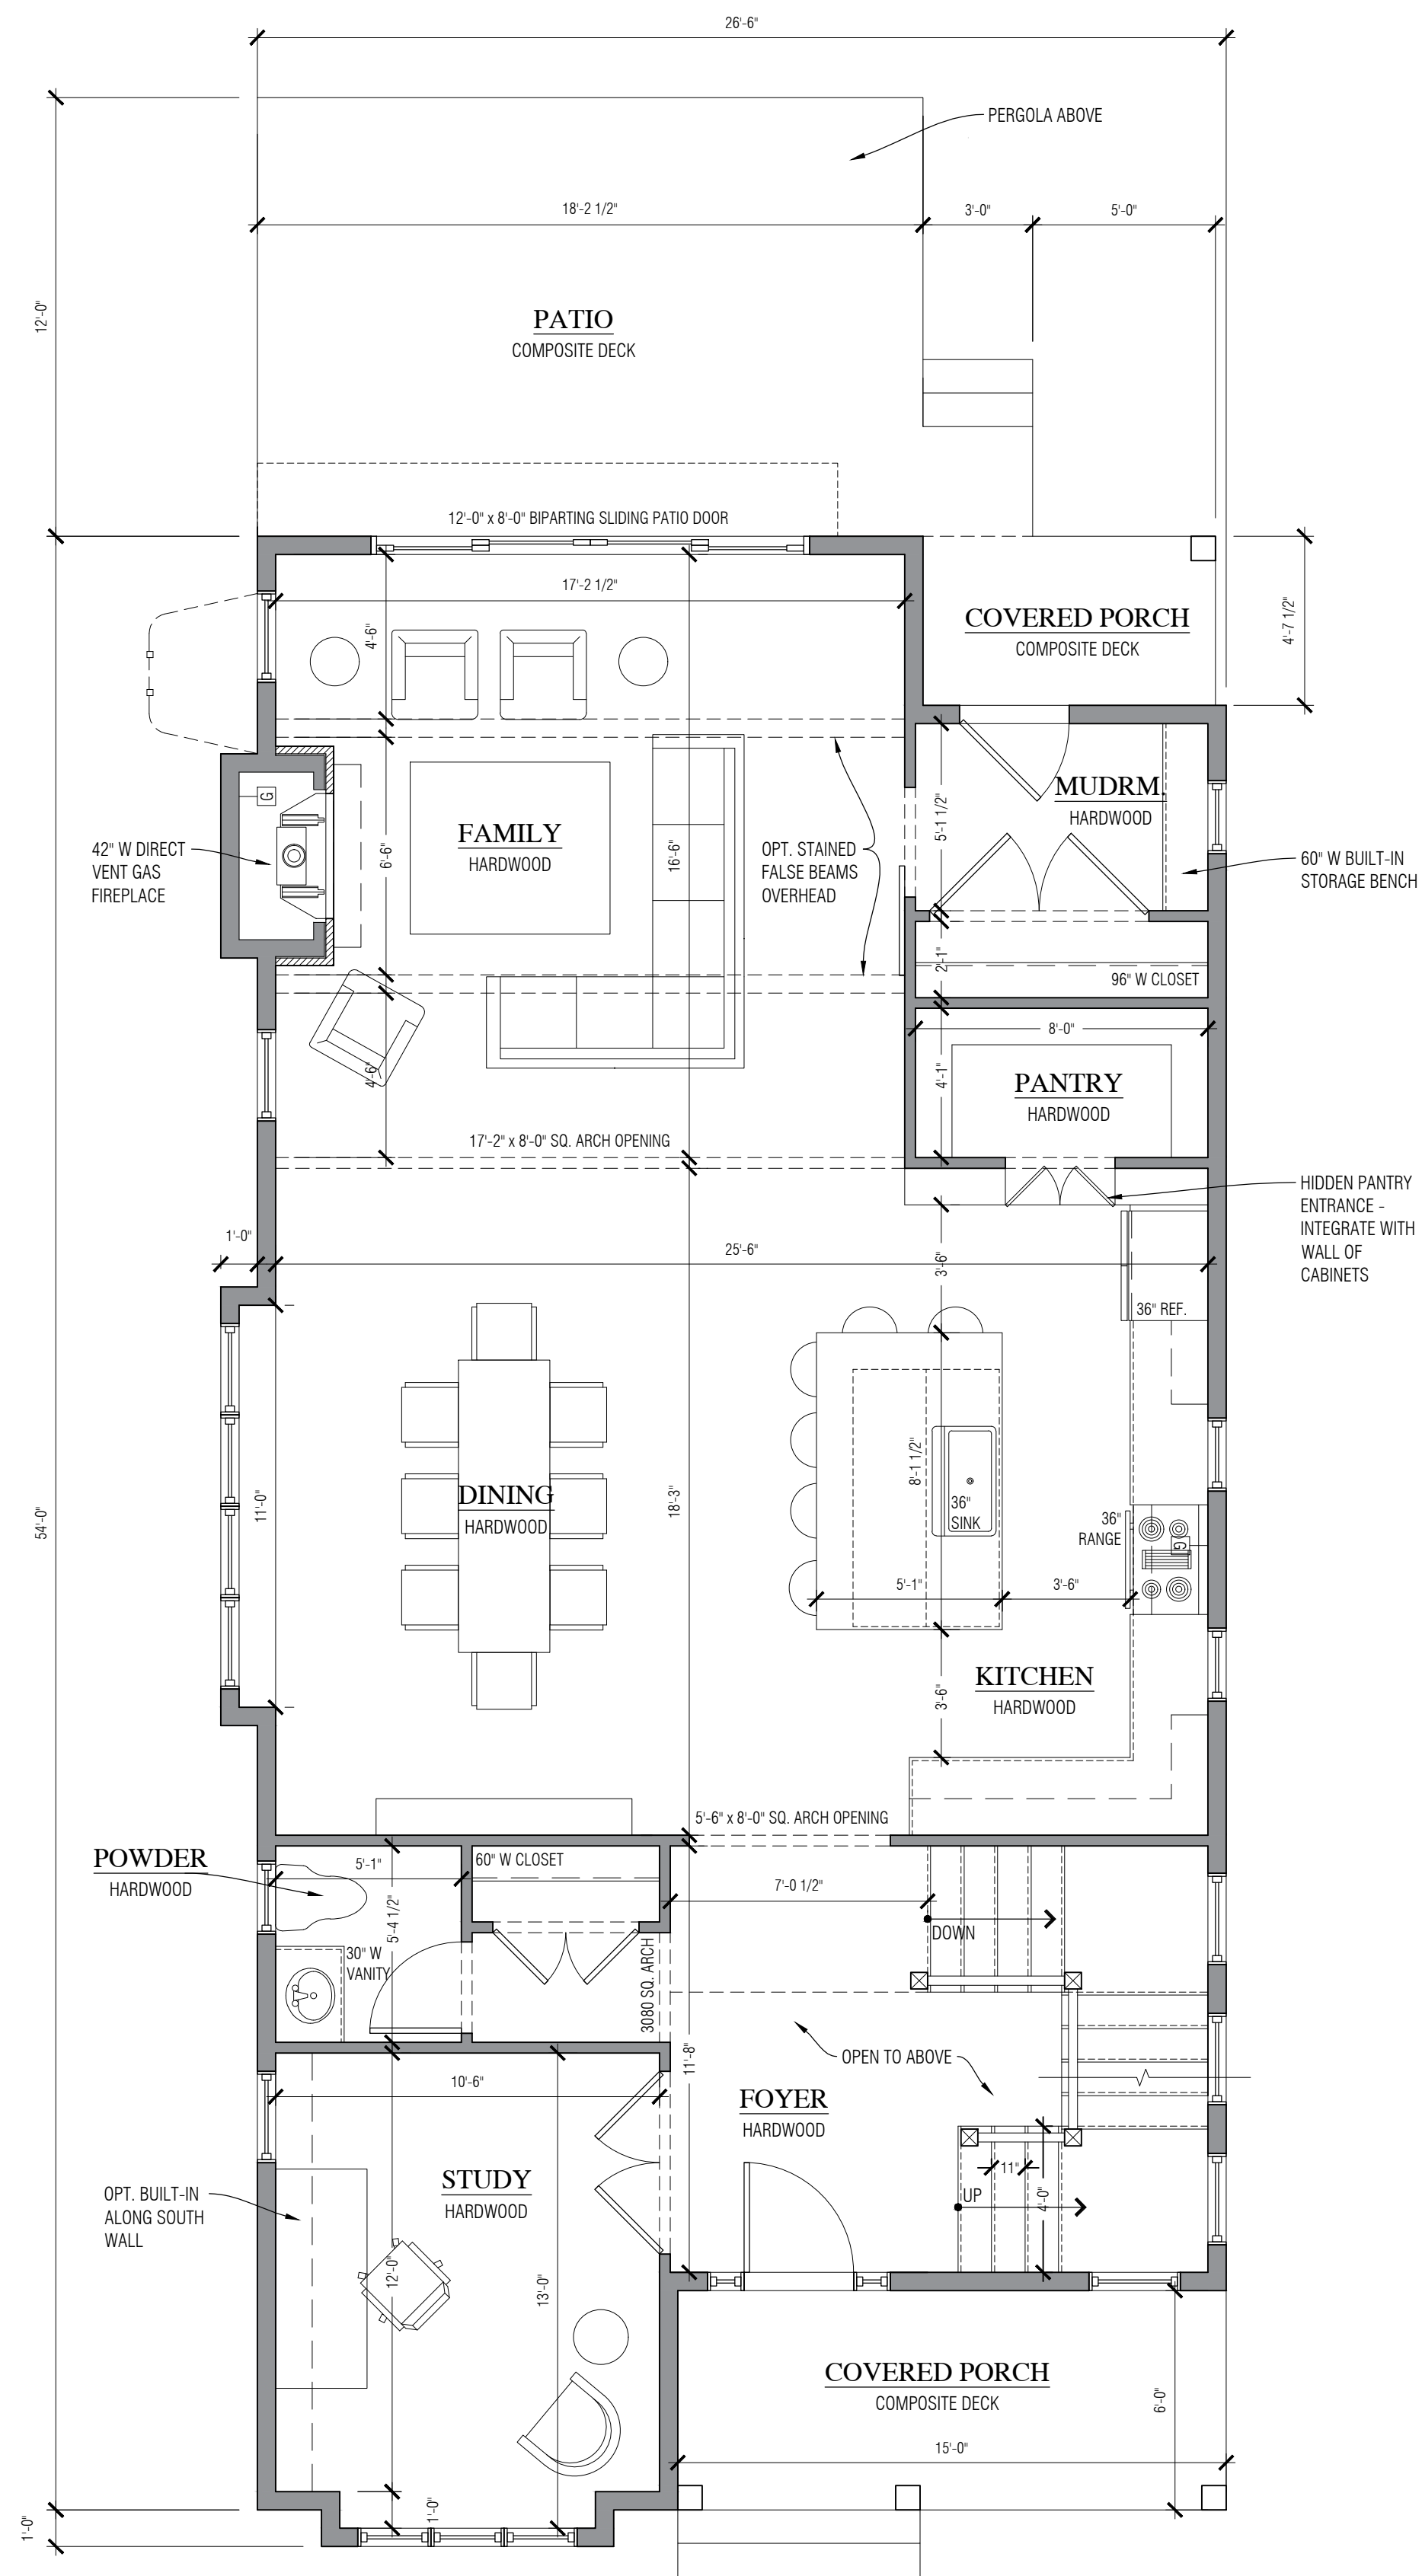 26'-6"
PERGOLA ABOVE
18'-2 1/2"
3'-0"
5'-0"
12'-0"
PATIO
COMPOSITE DECK
12'-0" x 8'-0" BIPARTING SLIDING PATIO DOOR
17'-2 1/2"
COVERED PORCH
COMPOSITE DECK
4'-7 1/2"
4'-6"
MUDRM.
HARDWOOD
5'-1 1/2"
G
FAMILY
HARDWOOD
6'-6"
16'-6"
42" W DIRECT
VENT GAS
FIREPLACE
OPT. STAINED
FALSE BEAMS
OVERHEAD
60" W BUILT-IN
STORAGE BENCH
2'-1"
96" W CLOSET
8'-0"
4'-6"
4'-1"
PANTRY
HARDWOOD
17'-2" x 8'-0" SQ. ARCH OPENING
HIDDEN PANTRY
ENTRANCE -
INTEGRATE WITH
WALL OF
CABINETS
1'-0"
25'-6"
3'-6"
36" REF.
54'-0"
11'-0"
DINING
HARDWOOD
18'-3"
8'-1 1/2"
36"
SINK
36"
RANGE
G
5'-1"
3'-6"
KITCHEN
HARDWOOD
3'-6"
5'-6" x 8'-0" SQ. ARCH OPENING
POWDER
HARDWOOD
5'-1"
60" W CLOSET
7'-0 1/2"
5'-4 1/2"
DOWN
30" W
VANITY
3080 SQ. ARCH
11'-8"
OPEN TO ABOVE
10'-6"
FOYER
HARDWOOD
STUDY
HARDWOOD
11"
UP
4'-0"
OPT. BUILT-IN
ALONG SOUTH
WALL
12'-0"
13'-0"
COVERED PORCH
COMPOSITE DECK
6'-0"
15'-0"
1'-0"
1'-0"